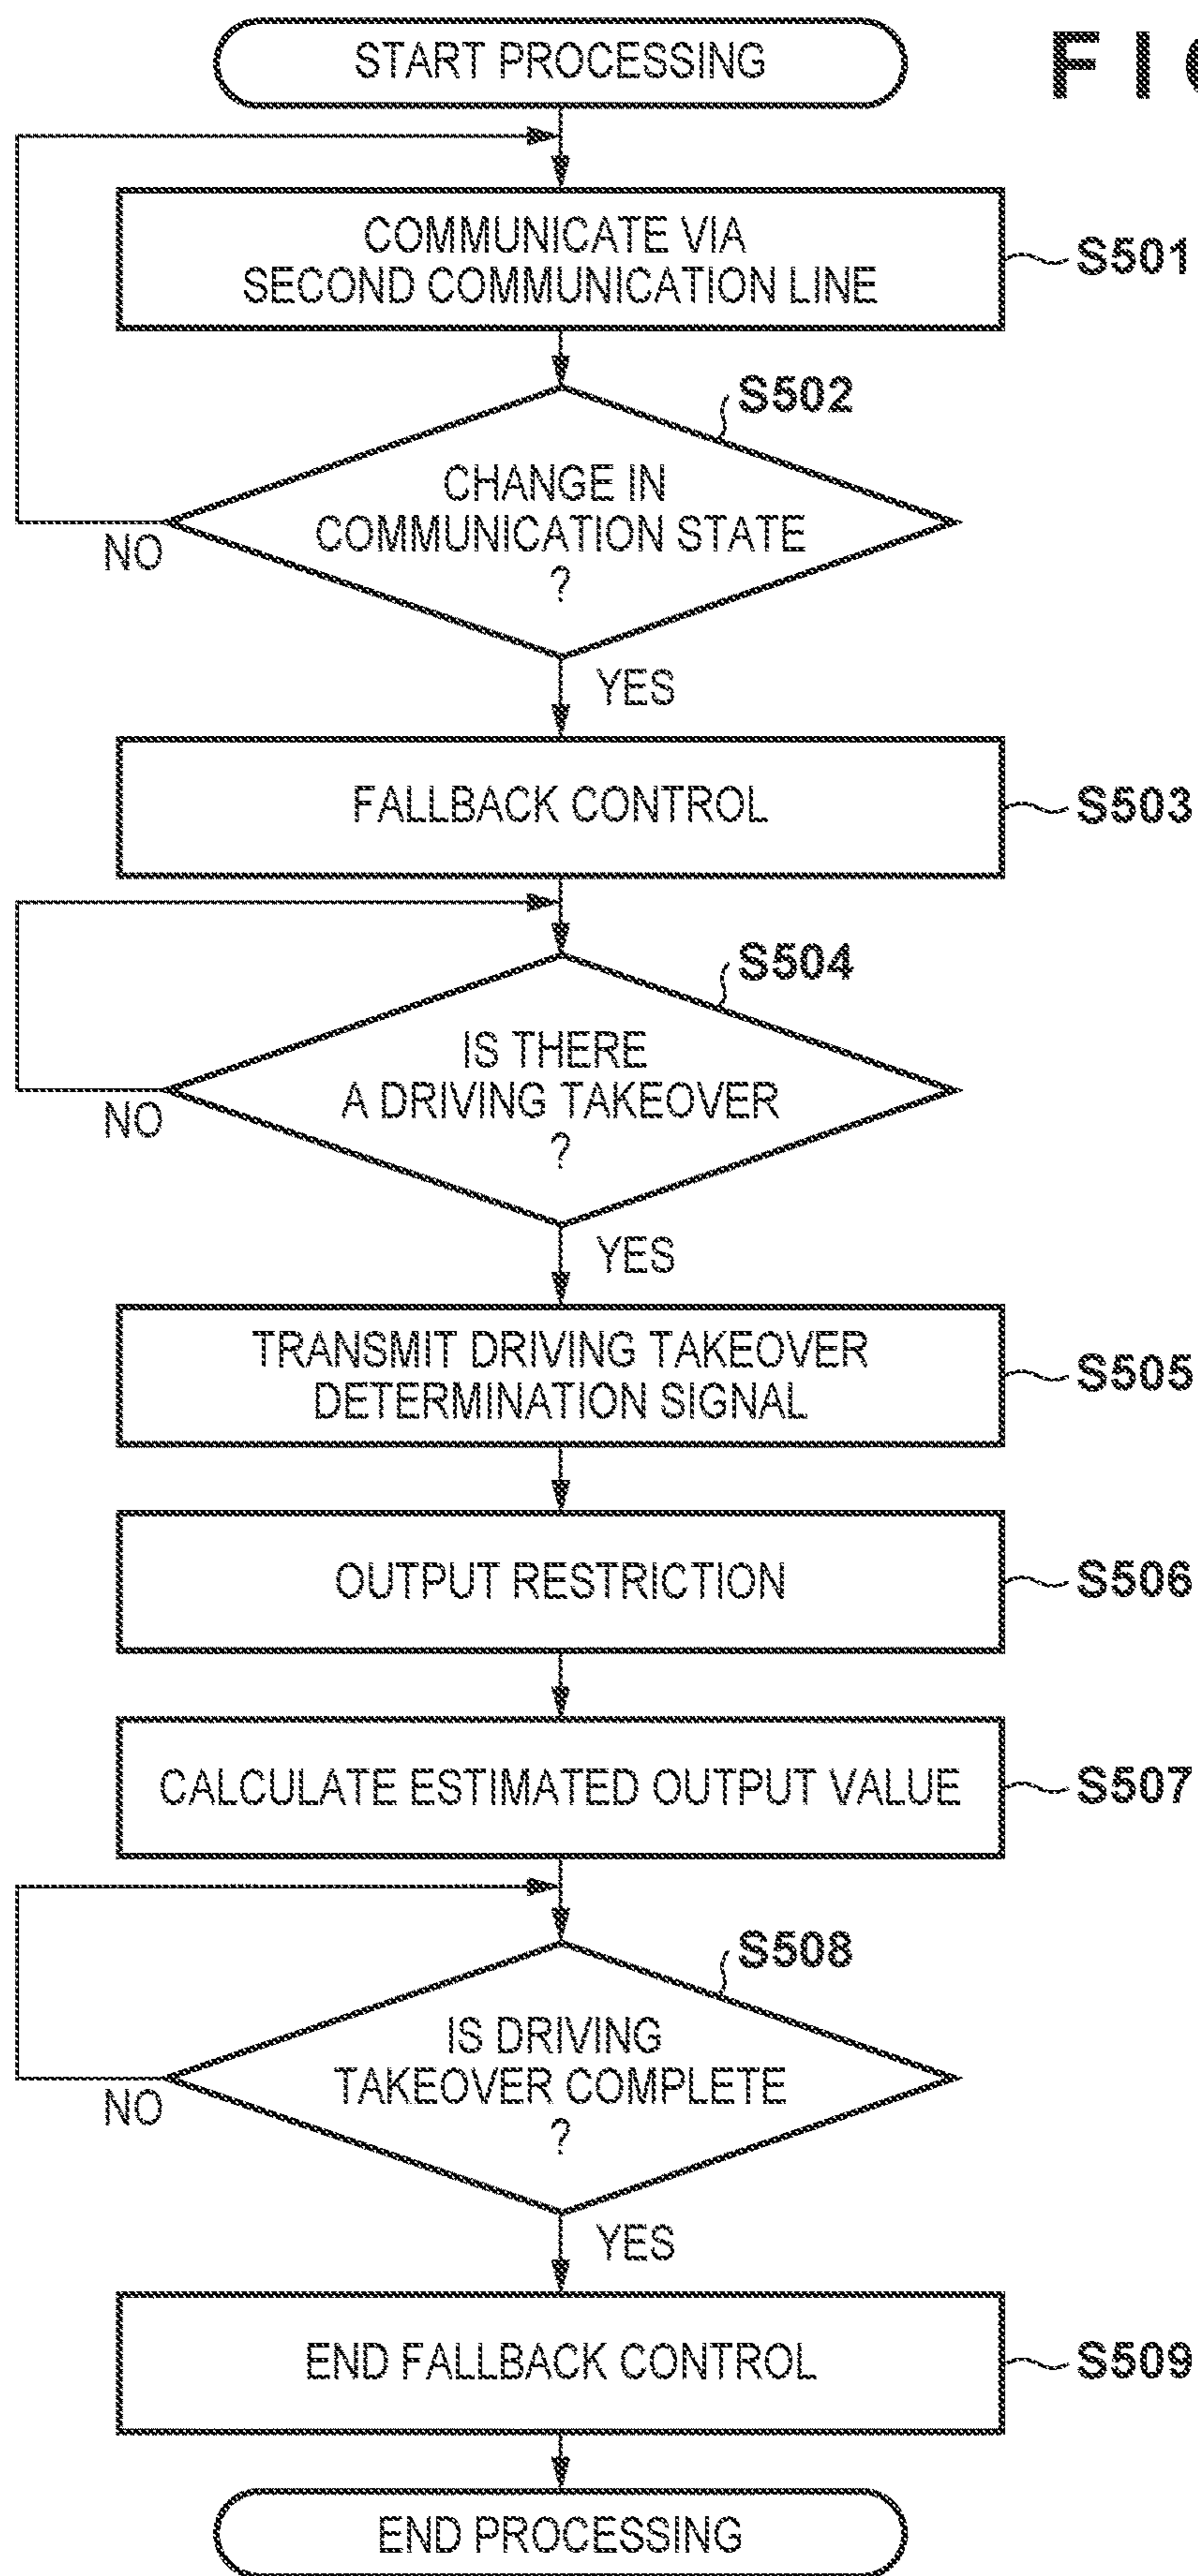 START PROCESSING
FI
COMMUNICATE VIA
SECOND COMMUNICATION LINE
S501
S502
CHANGE IN
COMMUNICATION STATE
?
NO
YES
FALLBACK CONTROL
S503
S504
IS THERE
A DRIVING TAKEOVER
?
NO
YES
TRANSMIT DRIVING TAKEOVER
DETERMINATION SIGNAL
S505
OUTPUT RESTRICTION
S506
CALCULATE ESTIMATED OUTPUT VALUE
S507
S508
IS DRIVING
TAKEOVER COMPLETE
?
NO
YES
END FALLBACK CONTROL
S509
END PROCESSING